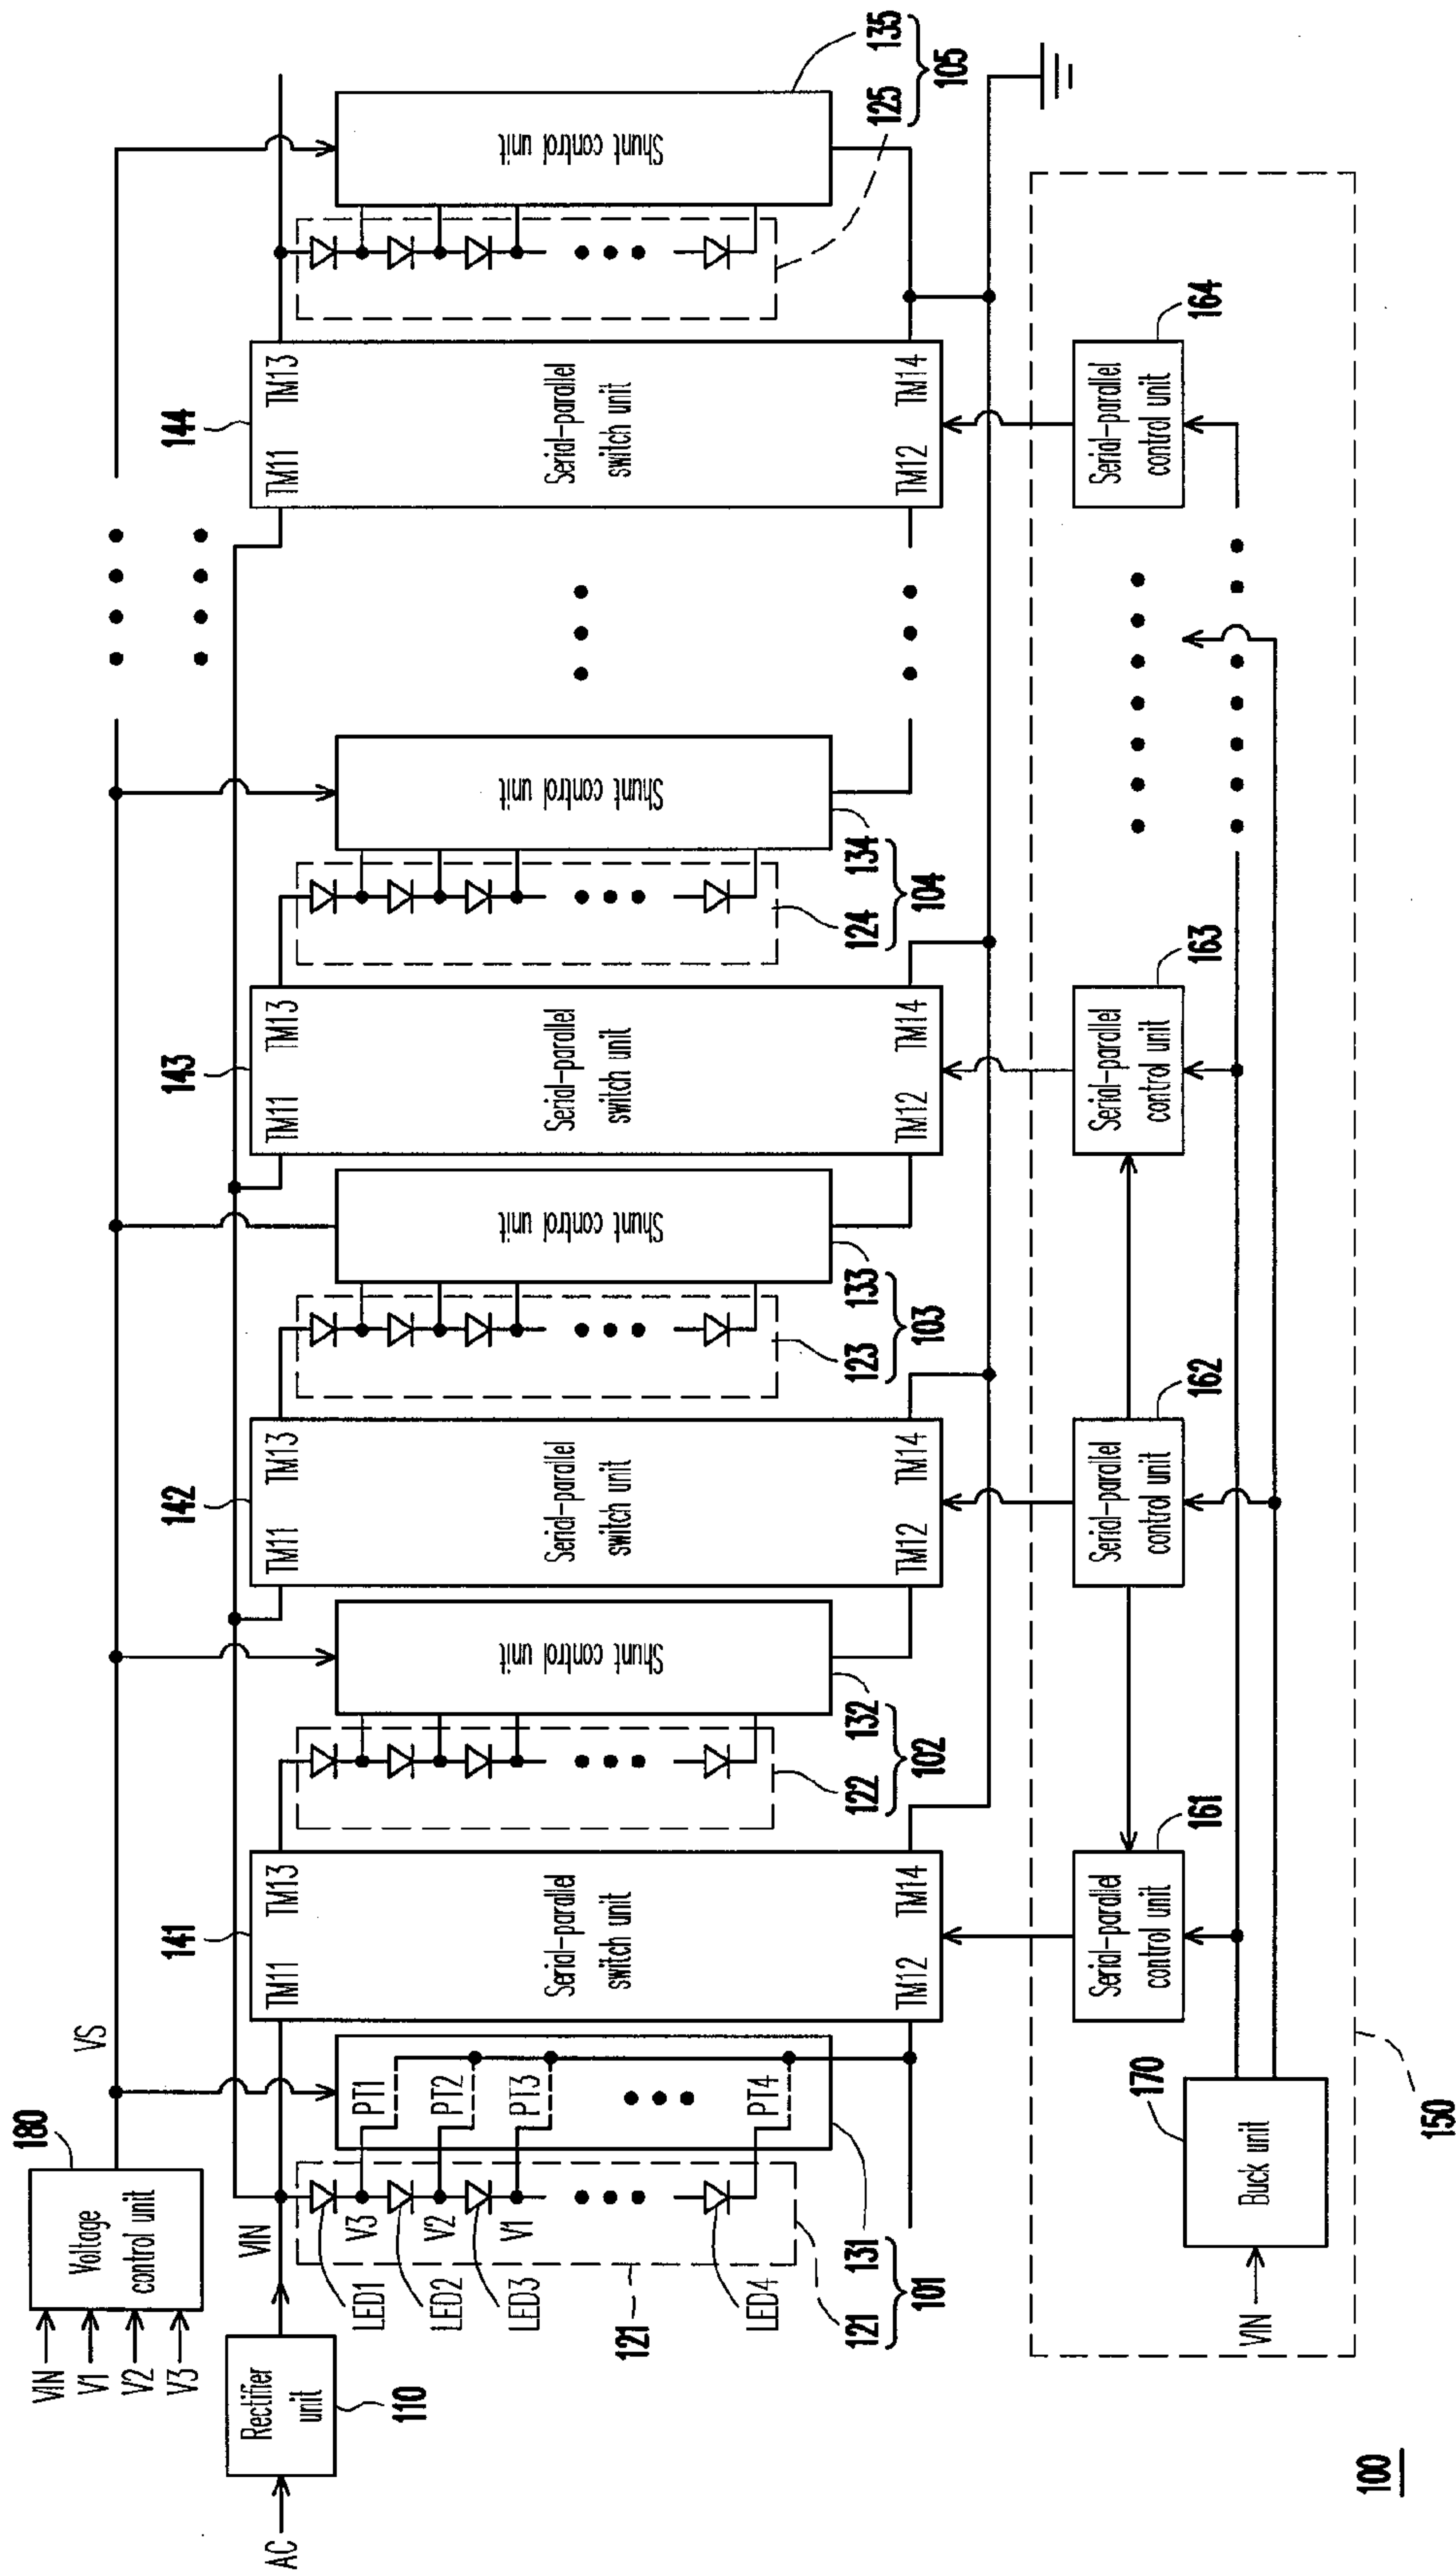 VIN
V1
V2
V3
Voltage
control unit
180
VS
AC
Rectifier
unit
110
VIN
LED1
LED2
LED3
LED4
V3
V2
V1
121
PT1
PT2
PT3
PT4
121
131
101
141
TM11
TM13
Serial-parallel
switch unit
TM12
TM14
Shunt control unit
122
132
102
142
TM11
TM13
Serial-parallel
switch unit
TM12
TM14
Shunt control unit
123
133
103
143
TM11
TM13
Serial-parallel
switch unit
TM12
TM14
Shunt control unit
124
134
104
144
TM11
TM13
Serial-parallel
switch unit
TM12
TM14
Shunt control unit
125
135
105
Serial-parallel
control unit
161
Serial-parallel
control unit
162
Serial-parallel
control unit
163
Serial-parallel
control unit
164
VIN
Buck unit
170
150
100